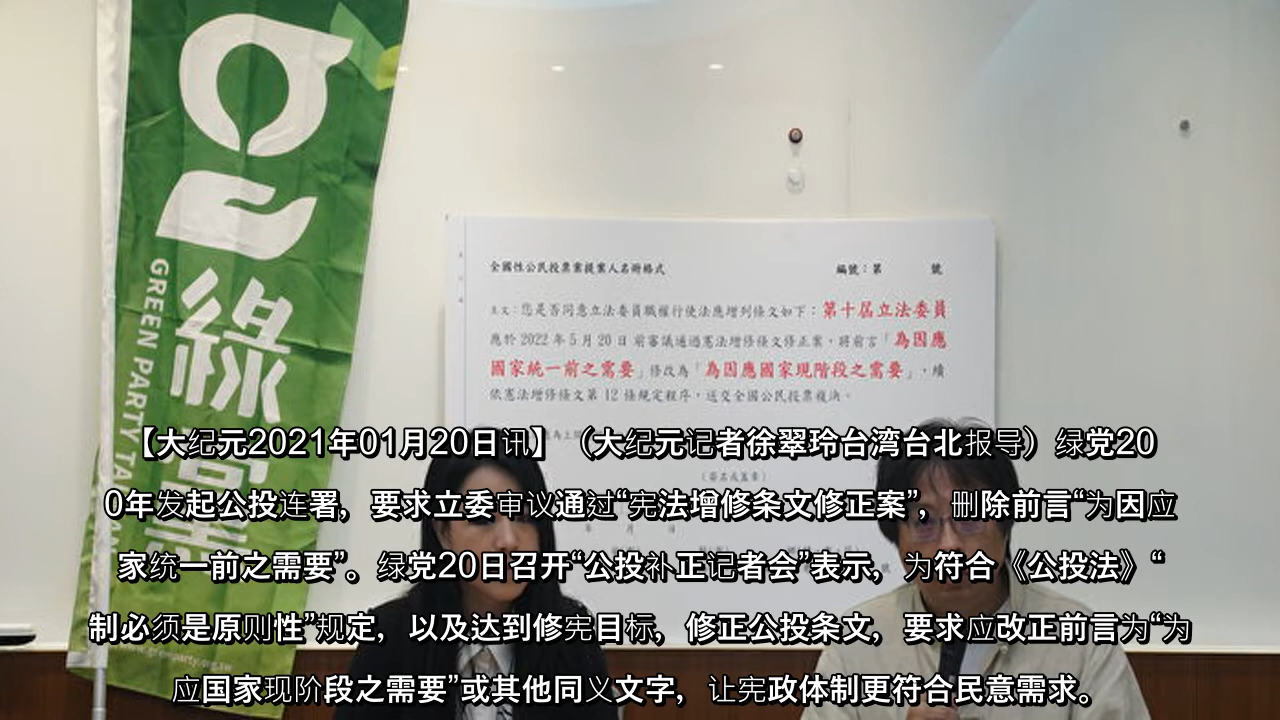 綠黨
GREEN PARTY TAIWAN
全國性公民投票案提案人名冊格式
編號：第 號
主文：您是否同意立法委員職權行使法應增列條文如下：第十屆立法委員
應於 2022 年 5 月 20 日 前審議通過憲法增修條文修正案，將前言「為因應
國家統一前之需要」修改為「為因應國家現階段之需要」，續
依憲法增修條文第 12 條規定程序，送交全國公民投票複決。
【大纪元2021年01月20日讯】（大纪元记者徐翠玲台湾台北报导）绿党20
0年发起公投连署，要求立委审议通过“宪法增修条文修正案”，删除前言“为因应
家统一前之需要”。绿党20日召开“公投补正记者会”表示，为符合《公投法》“
制必须是原则性”规定，以及达到修宪目标，修正公投条文，要求应改正前言为“为
应国家现阶段之需要”或其他同义文字，让宪政体制更符合民意需求。